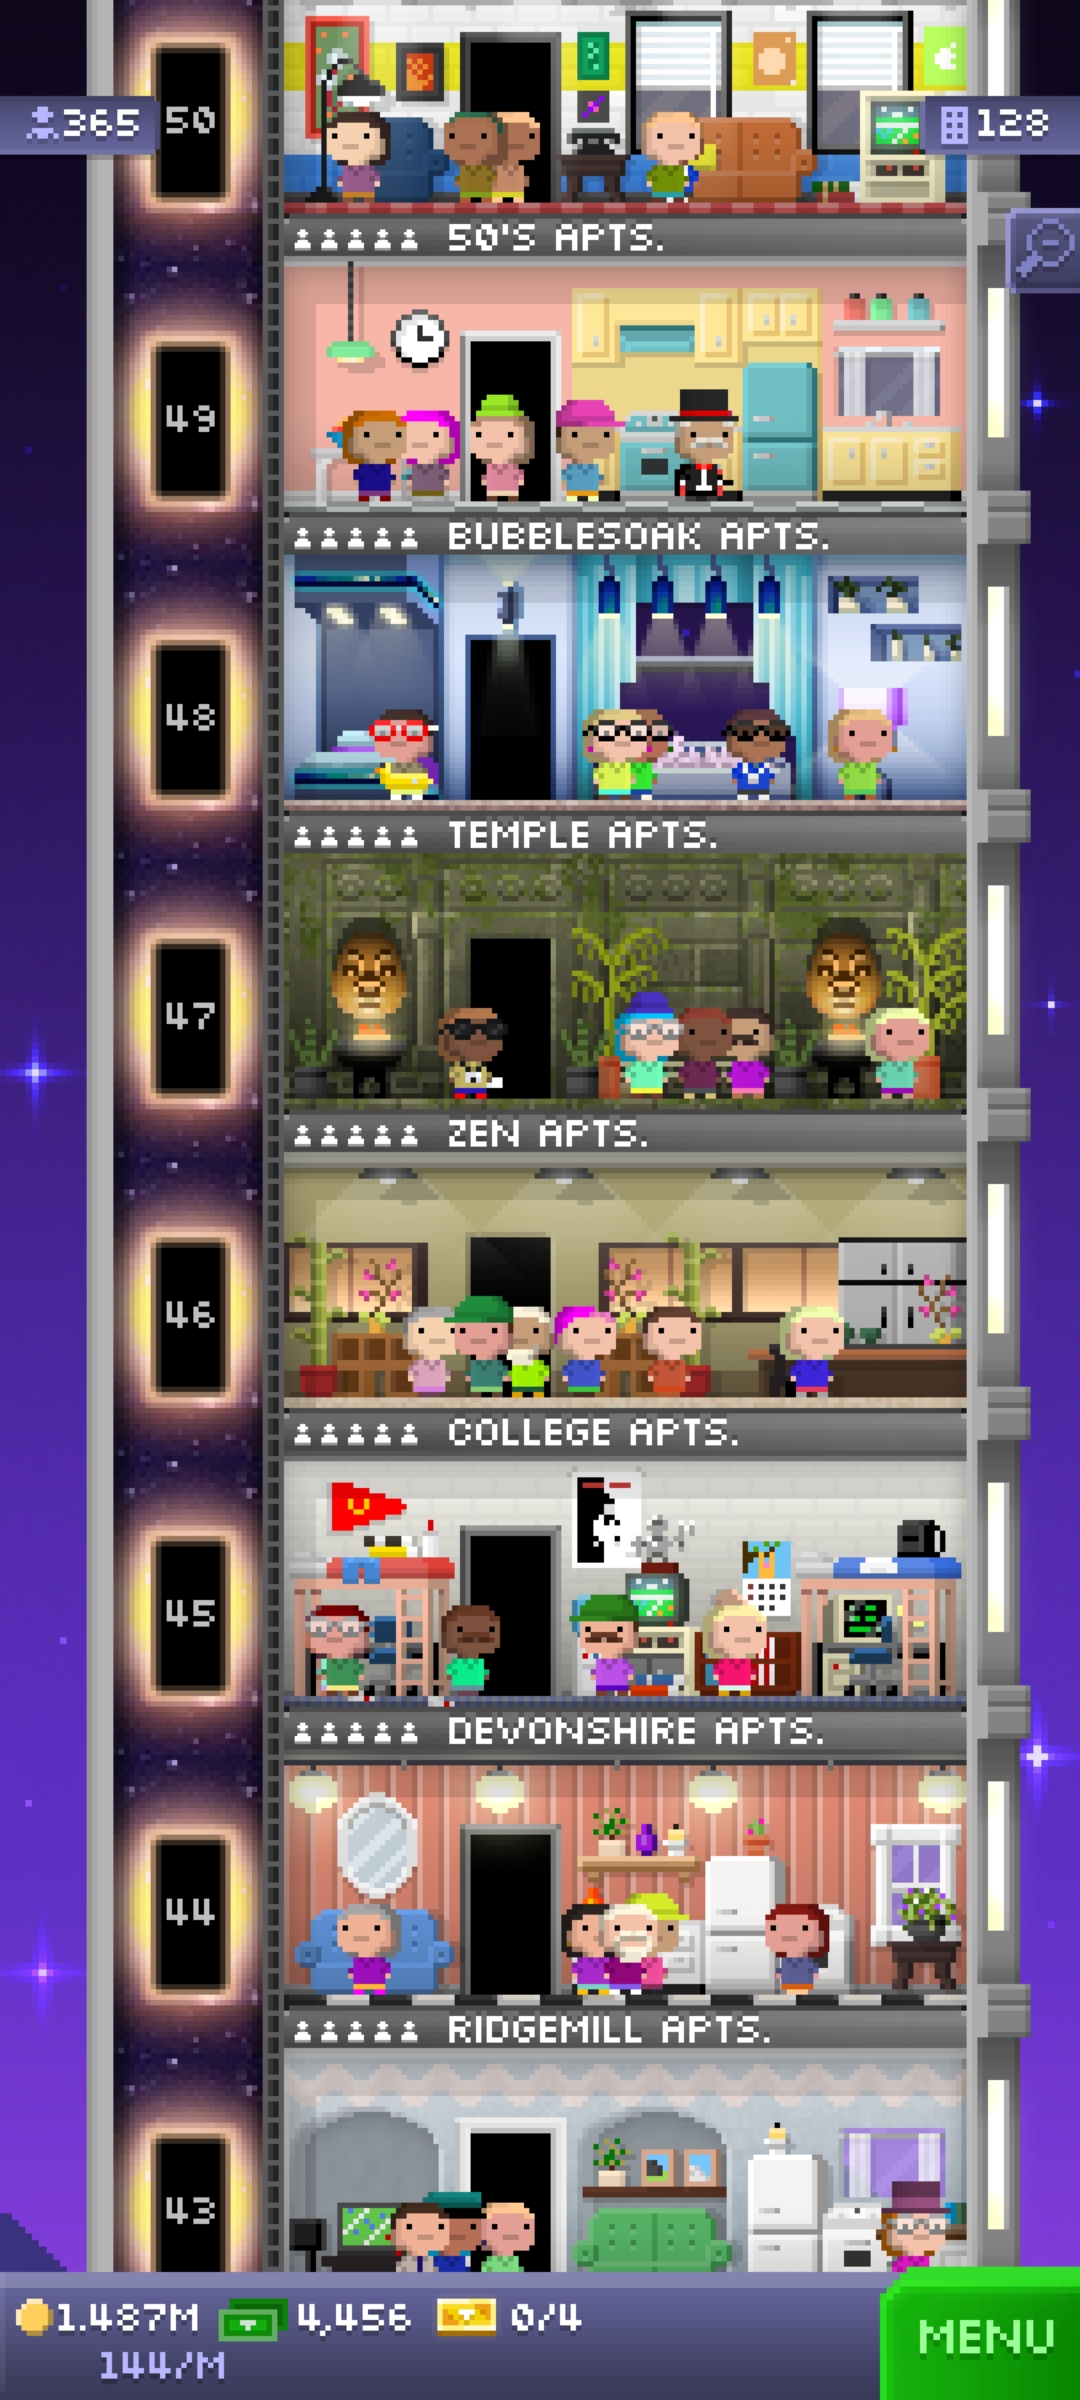 50
365
128
50'S APTS.
49
BUBBLESOAK APTS.
48
TEMPLE APTS.
47
ZEN APTS.
46
COLLEGE APTS.
45
DEVONSHIRE APTS.
44
RIDGEMILL APTS.
43
1.487M 4,456 0/4
144/M
MENU